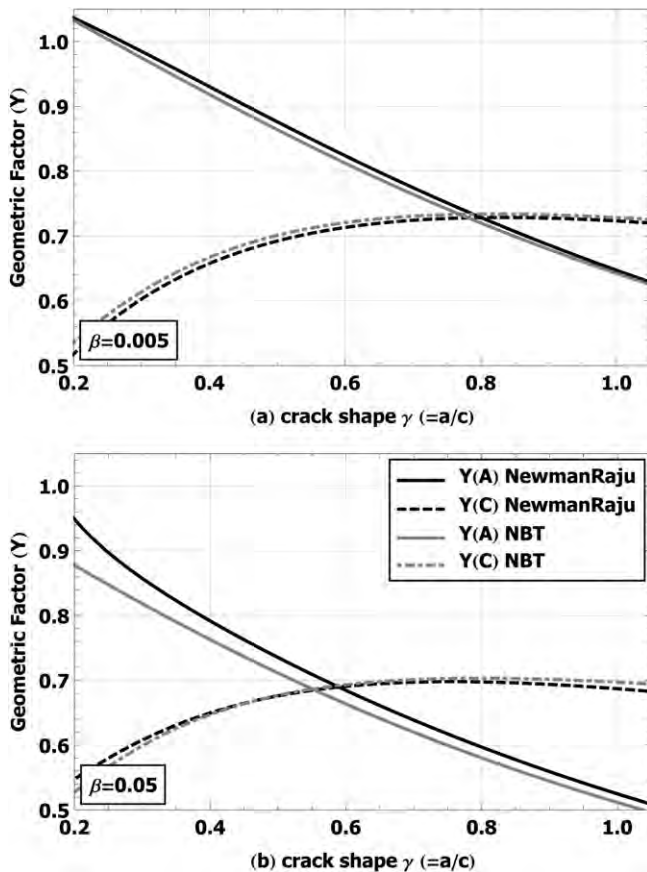 1.0
0.9
0.8
0.7
0.6
0.5
Geometric Factor (Y)
β=0.005
0.2 0.4 0.6 0.8 1.0
(a) crack shape γ (=a/c)
1.0
0.9
0.8
0.7
0.6
0.5
Geometric Factor (Y)
Y(A) NewmanRaju
Y(C) NewmanRaju
Y(A) NBT
Y(C) NBT
β=0.05
0.2 0.4 0.6 0.8 1.0
(b) crack shape γ (=a/c)